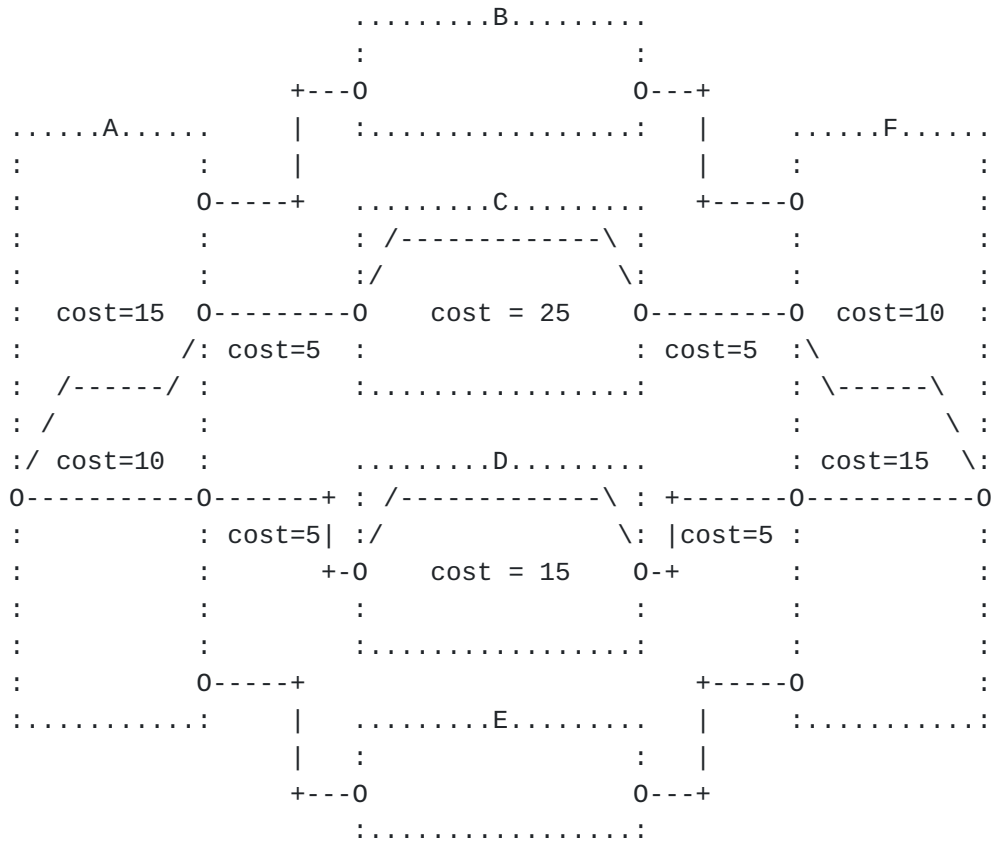 .........B.........
                      :                 :
                  +---O                 O---+
......A......     |   :.................:   |     ......F......
:           :     |                         |     :           :
:           O-----+   .........C.........   +-----O           :
:           :         : /-------------\ :         :           :
:           :         :/               \:         :           :
:  cost=15  O---------O    cost = 25    O---------O  cost=10  :
:          /: cost=5  :                 : cost=5  :\          :
:  /------/ :         :.................:         : \------\  :
: /         :                                     :         \ :
:/ cost=10  :         .........D.........         : cost=15  \:
O-----------O-------+ : /-------------\ : +-------O-----------O
:           : cost=5| :/               \: |cost=5 :           :
:           :       +-O    cost = 15    O-+       :           :
:           :         :                 :         :           :
:           :         :.................:         :           :
:           O-----+                         +-----O           :
:...........:     |   .........E.........   |     :...........:
                  |   :                 :   |
                  +---O                 O---+
                      :.................: